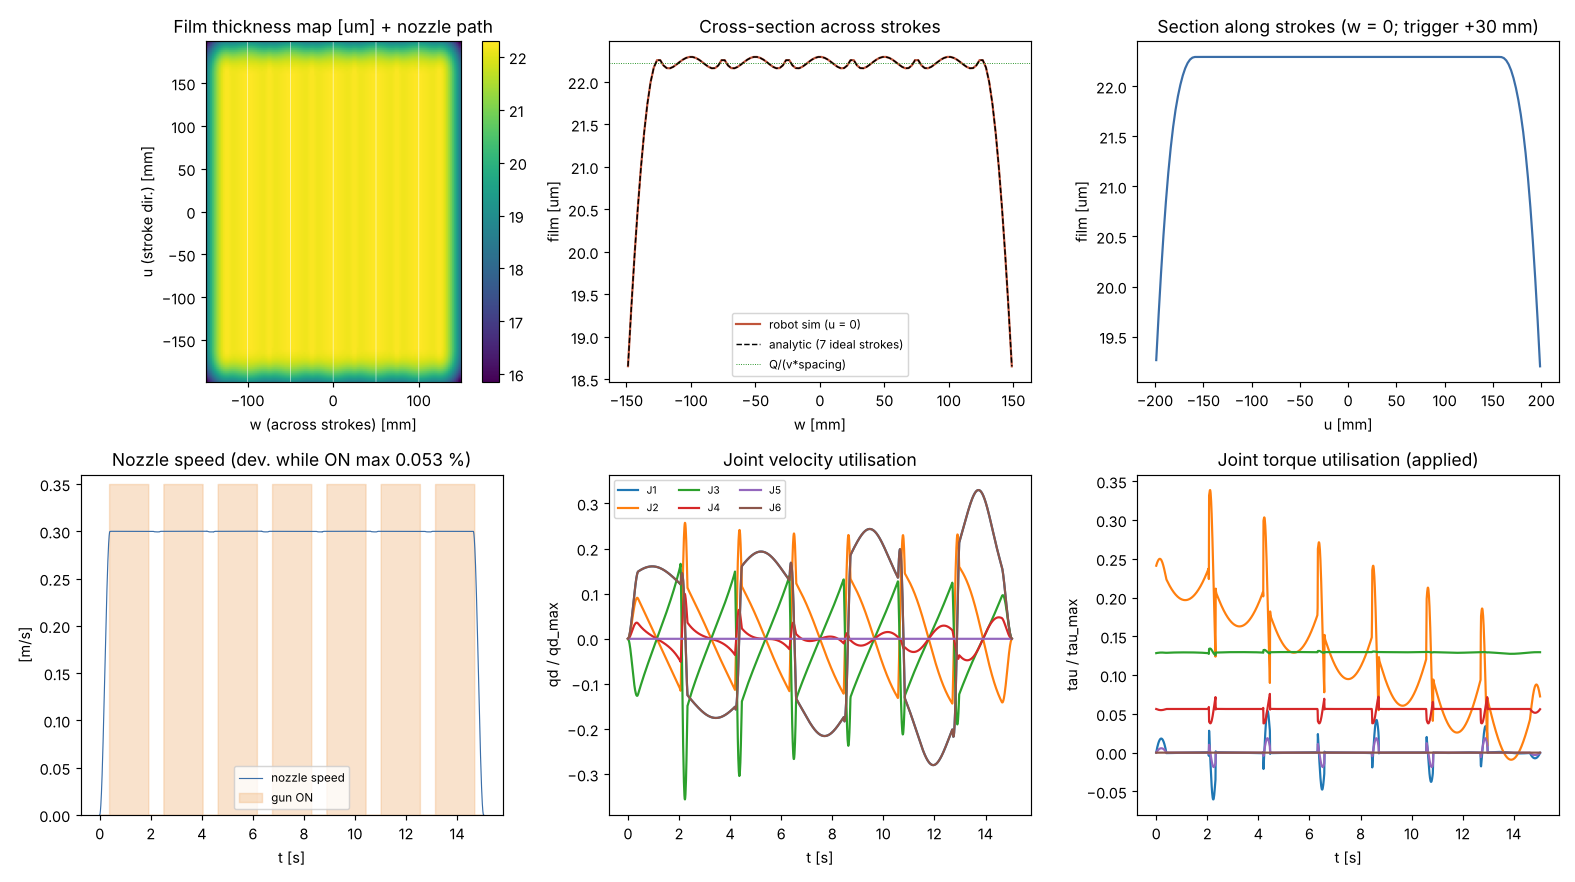 Film thickness map [um] + nozzle path
u (stroke dir.) [mm]
150
100
50
0
−50
−100
−150
−100
0
100
w (across strokes) [mm]
22
21
20
19
18
17
16
Cross-section across strokes
film [um]
22.0
21.5
21.0
20.5
20.0
19.5
19.0
18.5
robot sim (u = 0)
analytic (7 ideal strokes)
Q/(v*spacing)
−150 −100 −50 0 50 100 150
w [mm]
Section along strokes (w = 0; trigger +30 mm)
film [um]
22.0
21.5
21.0
20.5
20.0
19.5
−200 −150 −100 −50 0 50 100 150 200
u [mm]
Nozzle speed (dev. while ON max 0.053 %)
[m/s]
0.35
0.30
0.25
0.20
0.15
0.10
0.05
0.00
nozzle speed
gun ON
0 2 4 6 8 10 12 14
t [s]
Joint velocity utilisation
qd / qd_max
0.3
0.2
0.1
0.0
−0.1
−0.2
−0.3
J1 J3 J5
J2 J4 J6
0 2 4 6 8 10 12 14
t [s]
Joint torque utilisation (applied)
tau / tau_max
0.35
0.30
0.25
0.20
0.15
0.10
0.05
0.00
−0.05
0 2 4 6 8 10 12 14
t [s]